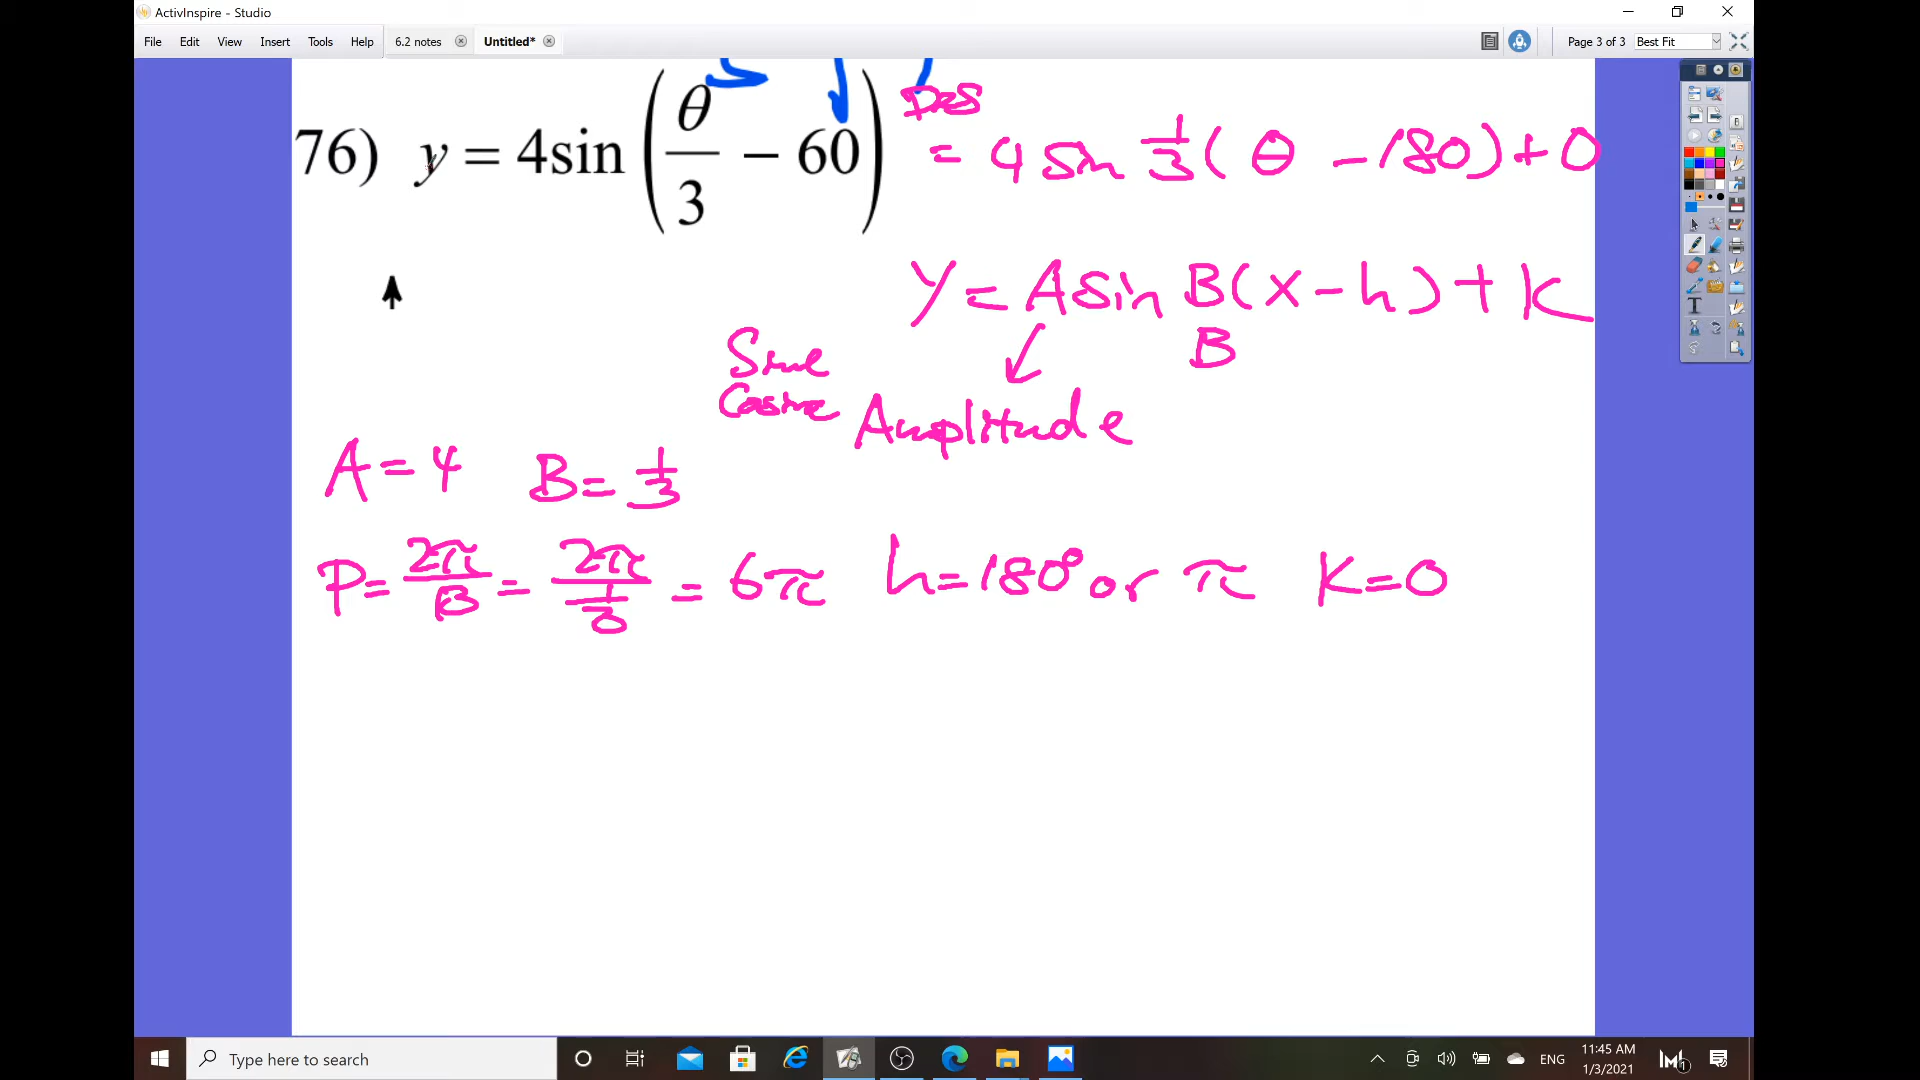 ActivInspire - Studio
File Edit View Insert Tools Help 6.2 notes Untitled* Page 3 of 3 Best Fit
Des
76) y = 4sin(θ/3 − 60) = 4 sin 1/3(θ - 180) + 0
y = A sin B(x - h) + K
B
Sine
Cosine
Amplitude
A = 4 B = 1/3
P = 2π/B = 2π/(1/0) = 6π h = 180° or π K = 0
Type here to search
ENG
11:45 AM
1/3/2021